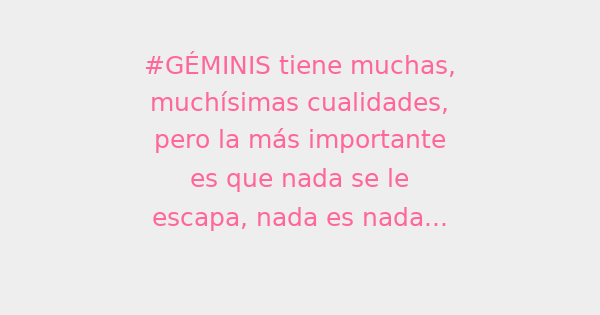 #GÉMINIS tiene muchas,
muchísimas cualidades,
pero la más importante
es que nada se le
escapa, nada es nada...